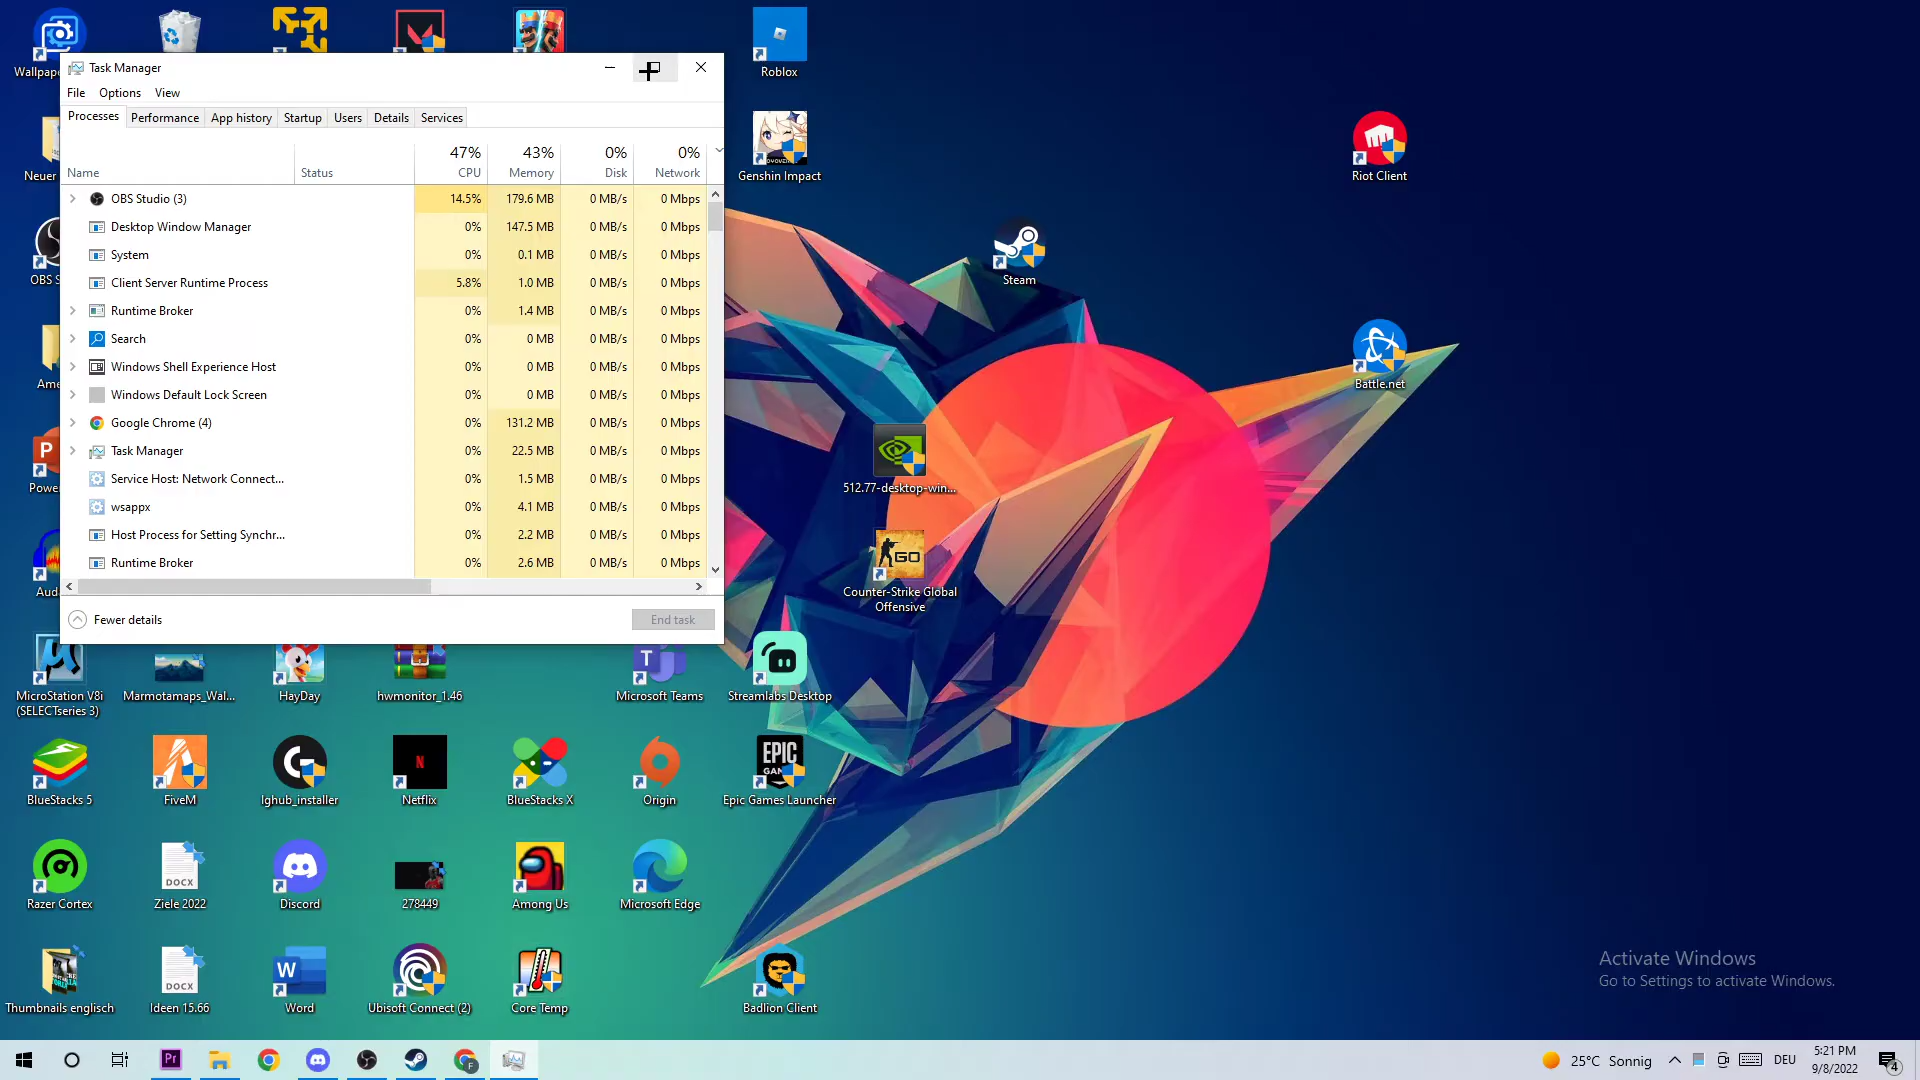 Task Manager
File Options View
Processes Performance App history Startup Users Details Services
47% 43% 0% 0%
Name Status CPU Memory Disk Network
OBS Studio (3) 14.5% 179.6 MB 0 MB/s 0 Mbps
Desktop Window Manager 0% 147.5 MB 0 MB/s 0 Mbps
System 0% 0.1 MB 0 MB/s 0 Mbps
Client Server Runtime Process 5.8% 1.0 MB 0 MB/s 0 Mbps
Runtime Broker 0% 1.4 MB 0 MB/s 0 Mbps
Search 0% 0 MB 0 MB/s 0 Mbps
Windows Shell Experience Host 0% 0 MB 0 MB/s 0 Mbps
Windows Default Lock Screen 0% 0 MB 0 MB/s 0 Mbps
Google Chrome (4) 0% 131.2 MB 0 MB/s 0 Mbps
Task Manager 0% 22.5 MB 0 MB/s 0 Mbps
Service Host: Network Connect... 0% 1.5 MB 0 MB/s 0 Mbps
wsappx 0% 4.1 MB 0 MB/s 0 Mbps
Host Process for Setting Synchr... 0% 2.2 MB 0 MB/s 0 Mbps
Runtime Broker 0% 2.6 MB 0 MB/s 0 Mbps
Fewer details End task
Wallpape
Neuer
OBS S
Ame
P
Power
Auda
Roblox
Genshin Impact
Riot Client
Steam
Battle.net
512.77-desktop-win...
GO
Counter-Strike Global
Offensive
MicroStation V8i
(SELECTseries 3)
Marmotamaps_Wal...
HayDay
hwmonitor_1.46
T
Microsoft Teams
Streamlabs Desktop
BlueStacks 5
FiveM
G
lghub_installer
N
Netflix
BlueStacks X
Origin
EPIC
GAMES
Epic Games Launcher
Razer Cortex
DOCX
Ziele 2022
Discord
278449
Among Us
Microsoft Edge
Thumbnails englisch
DOCX
Ideen 15.66
W
Word
Ubisoft Connect (2)
Core Temp
Badlion Client
Activate Windows
Go to Settings to activate Windows.
Pr
F
25°C Sonnig
DEU
5:21 PM
9/8/2022
4